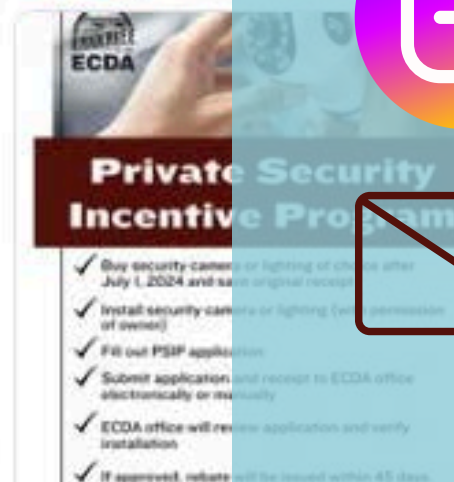 ECDA
Private Security
Incentive Program
Buy security camera or lighting of choice after
July 1, 2024 and save original receipt
Install security camera or lighting (with permission
of owner)
Fill out PSIP application
Submit application and receipt to ECDA office
electronically or manually
ECDA office will review application and verify
installation
If approved, rebate will be issued within 45 days